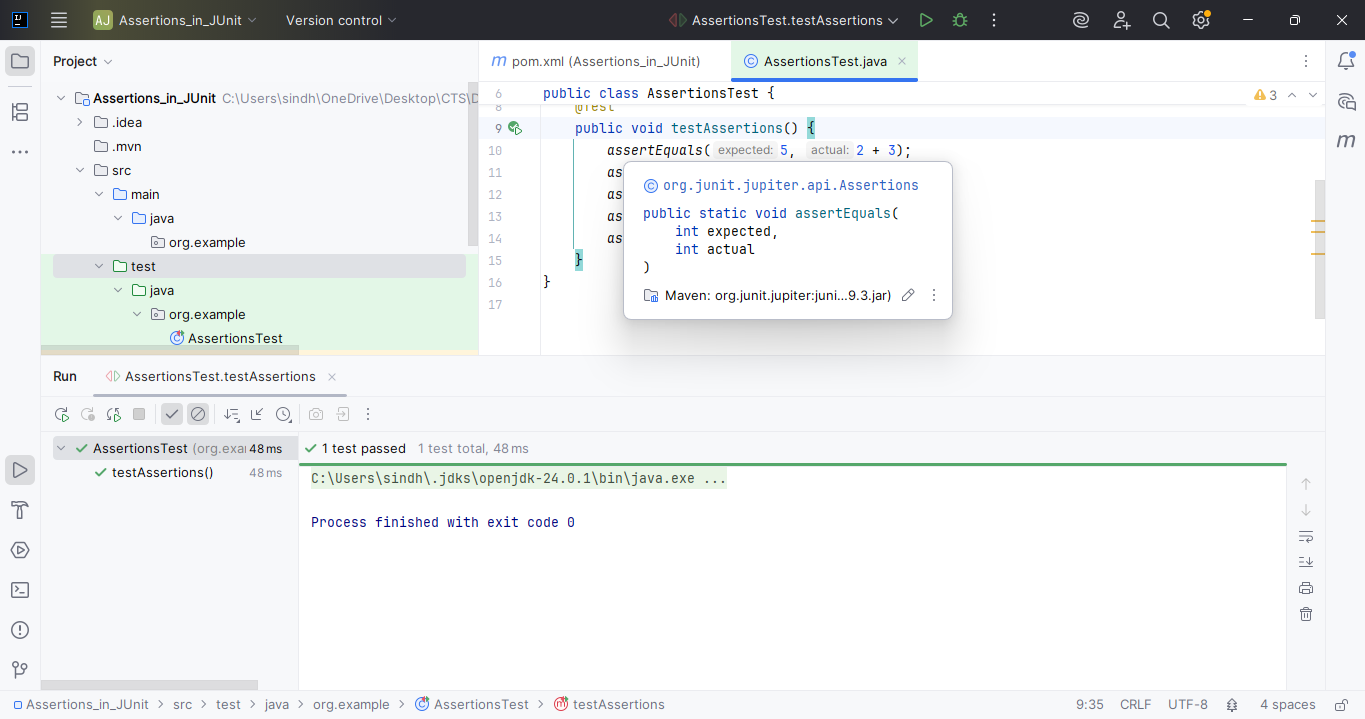 AJ Assertions_in_JUnit Version control AssertionsTest.testAssertions
Project
Assertions_in_JUnit C:\Users\sindh\OneDrive\Desktop\CTS\D
.idea
.mvn
src
main
java
org.example
test
java
org.example
AssertionsTest
pom.xml (Assertions_in_JUnit) AssertionsTest.java
6 public class AssertionsTest {
3
8 @Test
9 public void testAssertions() {
10 assertEquals( expected: 5, actual: 2 + 3);
11 as
12 as
13 as
14 as
15 }
16 }
17
org.junit.jupiter.api.Assertions
public static void assertEquals(
int expected,
int actual
)
Maven: org.junit.jupiter:juni...9.3.jar)
Run AssertionsTest.testAssertions
AssertionsTest (org.exa 48 ms
testAssertions() 48 ms
1 test passed 1 test total, 48 ms
C:\Users\sindh\.jdks\openjdk-24.0.1\bin\java.exe ...
Process finished with exit code 0
Assertions_in_JUnit > src > test > java > org.example > AssertionsTest > testAssertions
9:35 CRLF UTF-8 4 spaces